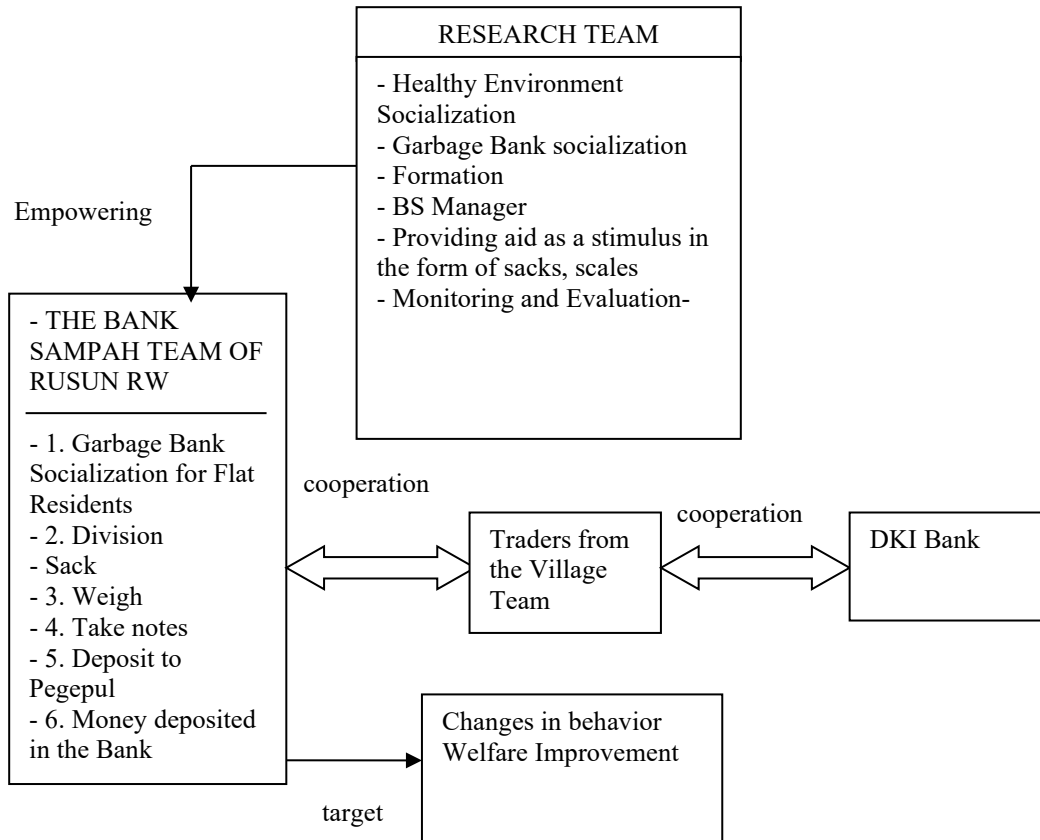 RESEARCH TEAM
- Healthy Environment
Socialization
- Garbage Bank socialization
- Formation
- BS Manager
- Providing aid as a stimulus in
the form of sacks, scales
- Monitoring and Evaluation-
Empowering
- THE BANK
SAMPAH TEAM OF
RUSUN RW
- 1. Garbage Bank
Socialization for Flat
Residents
- 2. Division
- Sack
- 3. Weigh
- 4. Take notes
- 5. Deposit to
Pegepul
- 6. Money deposited
in the Bank
cooperation
Traders from
the Village
Team
cooperation
DKI Bank
Changes in behavior
Welfare Improvement
target